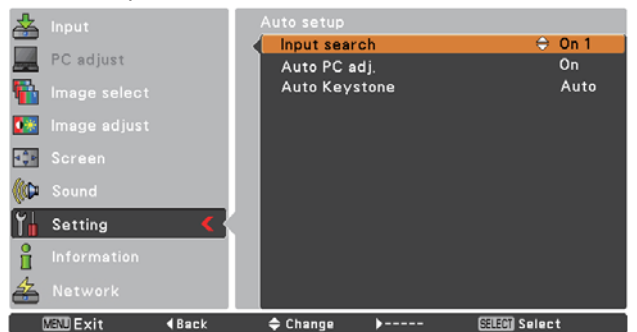 Input
PC adjust
Image select
Image adjust
Screen
Sound
Setting
Information
Network
Auto setup
Input search On 1
Auto PC adj. On
Auto Keystone Auto
MENU Exit Back Change ----- SELECT Select